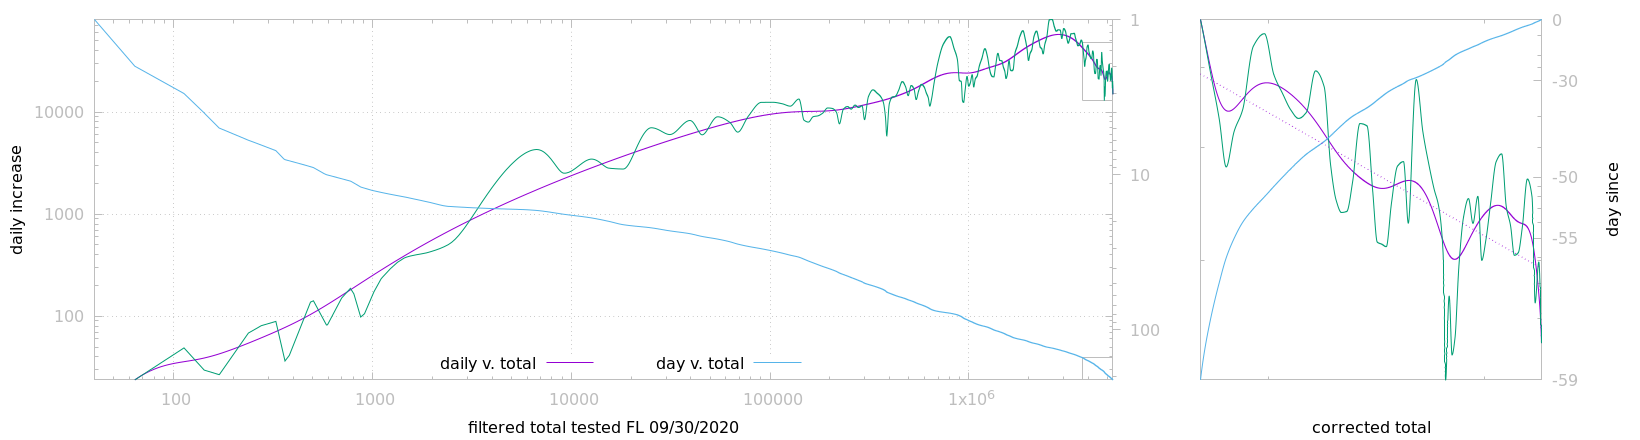 daily increase
10000
1000
100
100
1000
10000
100000
1x10^6
1
10
100
daily v. total
day v. total
filtered total tested FL 09/30/2020
0
-30
-50
-55
-59
day since
corrected total